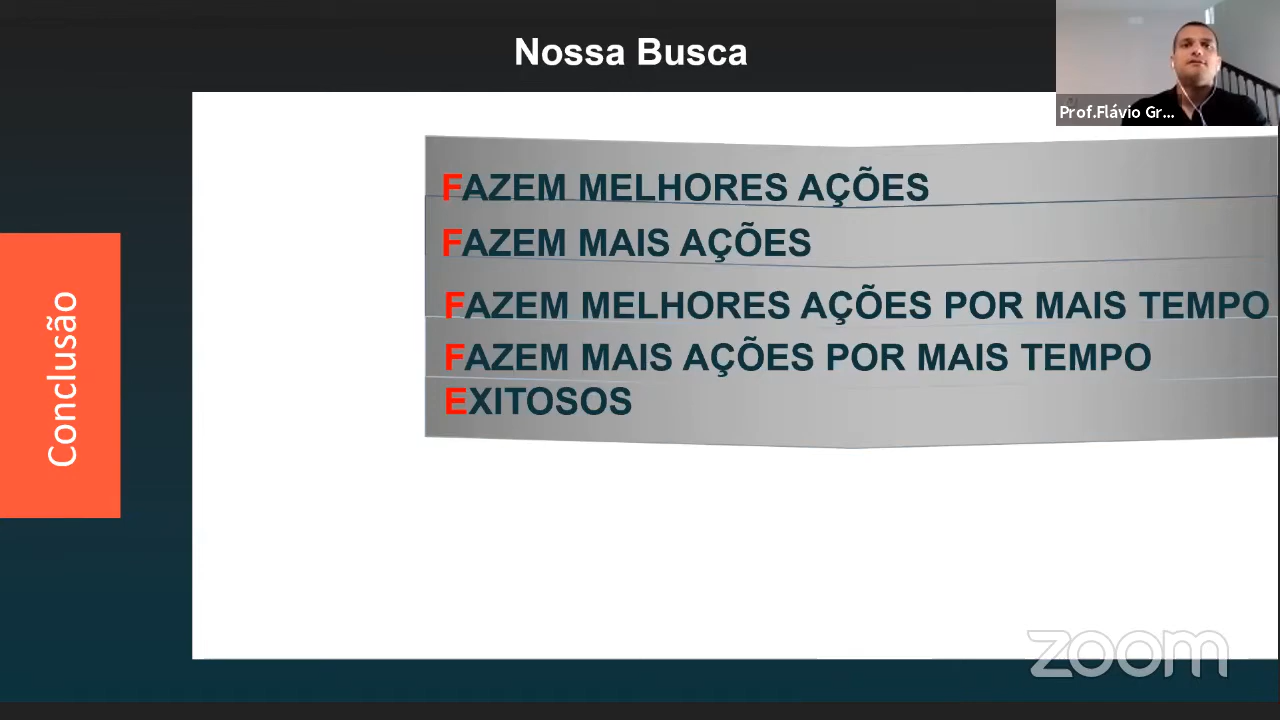 Nossa Busca
Prof.Flávio Gr...
FAZEM MELHORES AÇÕES
FAZEM MAIS AÇÕES
FAZEM MELHORES AÇÕES POR MAIS TEMPO
FAZEM MAIS AÇÕES POR MAIS TEMPO
EXITOSOS
Conclusão
zoom